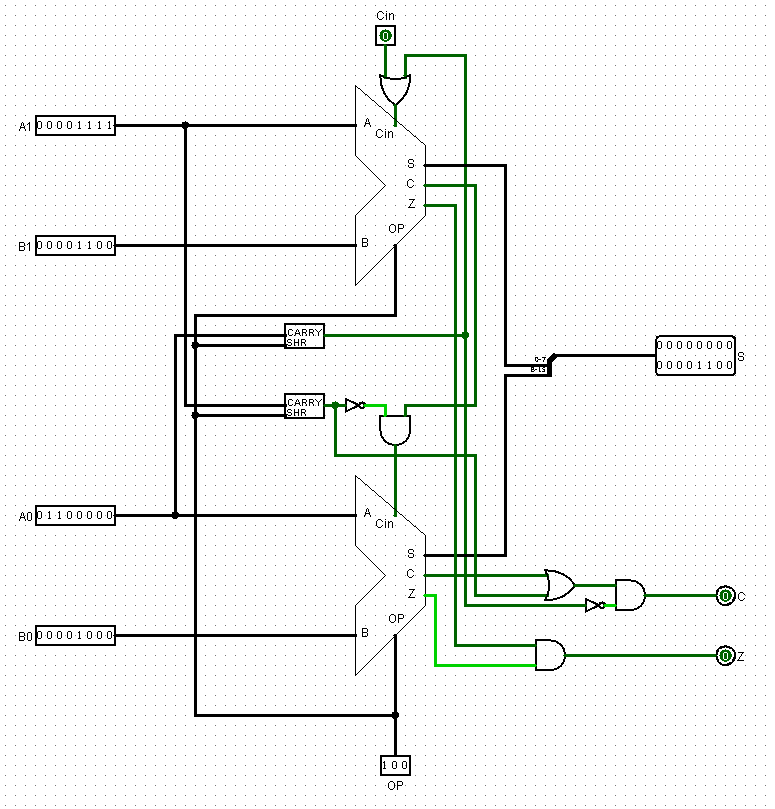 Cin
0
A1 00001111
A
Cin
S
C
Z
OP
B1 00001100
B
CARRY
SHR
0-7
8-15
00000000
00001100
S
CARRY
SHR
A0 01100000
A
Cin
S
C
Z
OP
B0 00001000
B
0 C
0 Z
100
OP